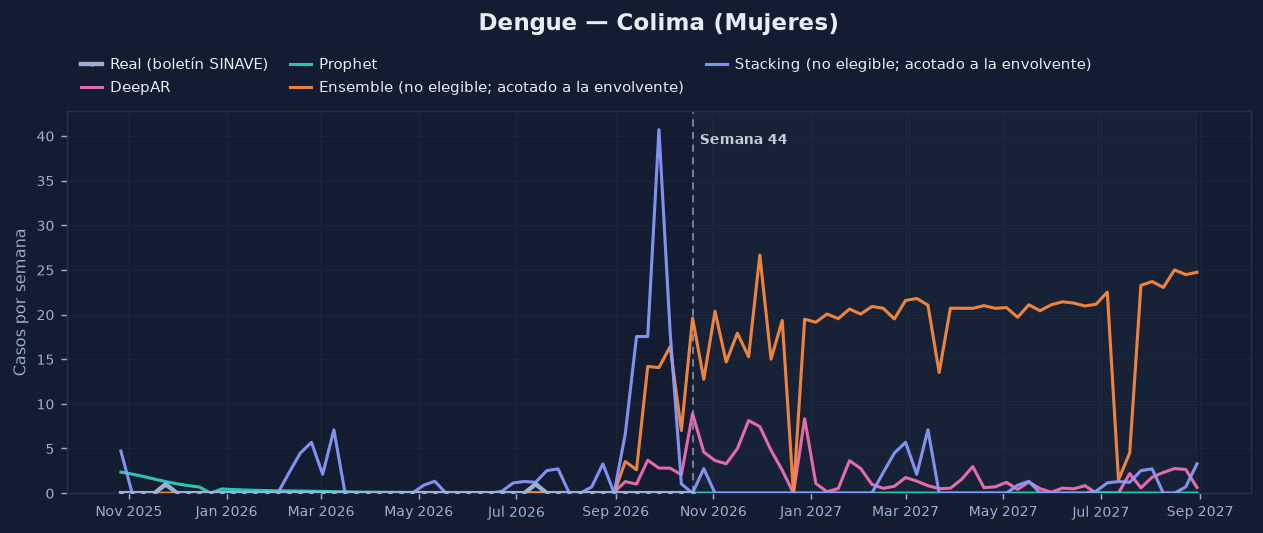 Dengue — Colima (Mujeres)
Real (boletín SINAVE)
DeepAR
Prophet
Ensemble (no elegible; acotado a la envolvente)
Stacking (no elegible; acotado a la envolvente)
Semana 44
Casos por semana
40
35
30
25
20
15
10
5
0
Nov 2025
Jan 2026
Mar 2026
May 2026
Jul 2026
Sep 2026
Nov 2026
Jan 2027
Mar 2027
May 2027
Jul 2027
Sep 2027